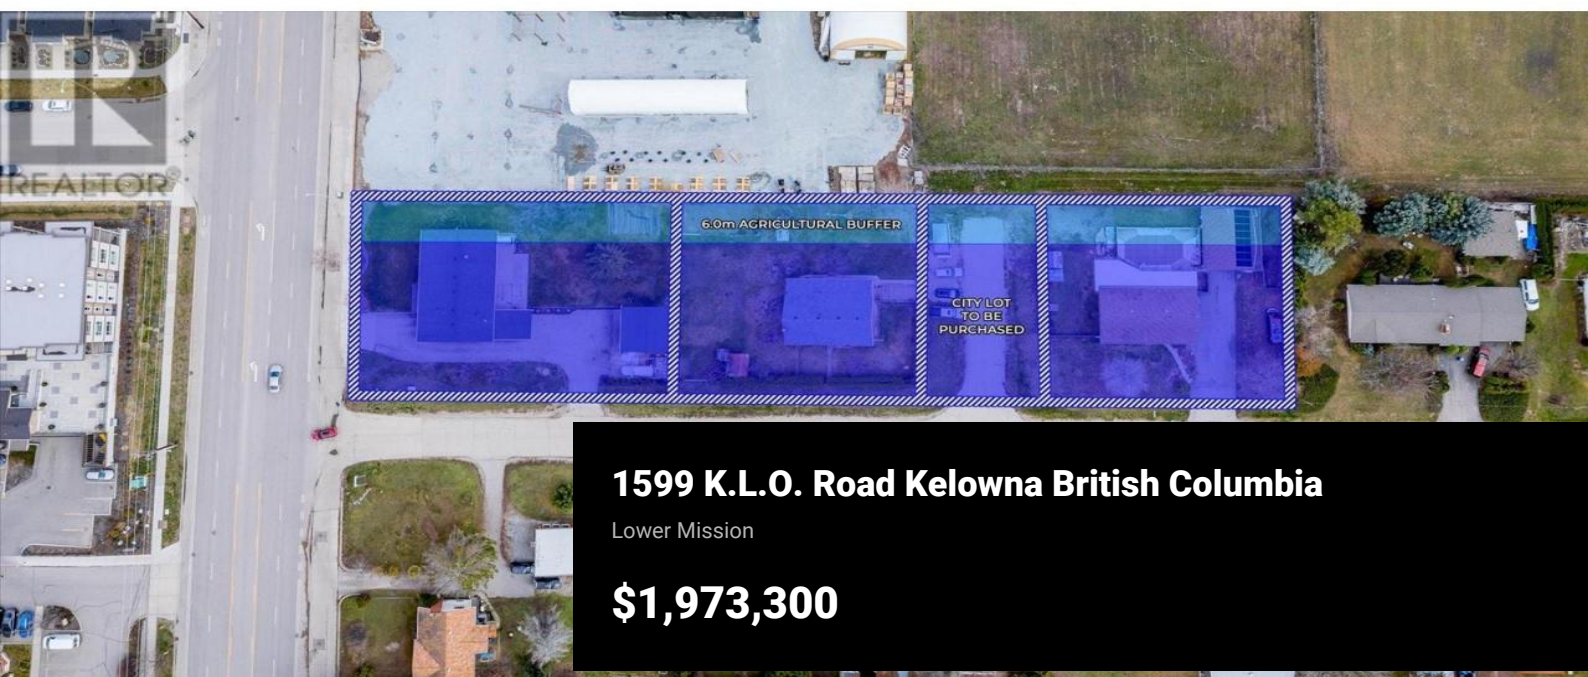 REALTOR®
6.0m AGRICULTURAL BUFFER
CITY LOT
TO BE
PURCHASED
1599 K.L.O. Road Kelowna British Columbia
Lower Mission
$1,973,300